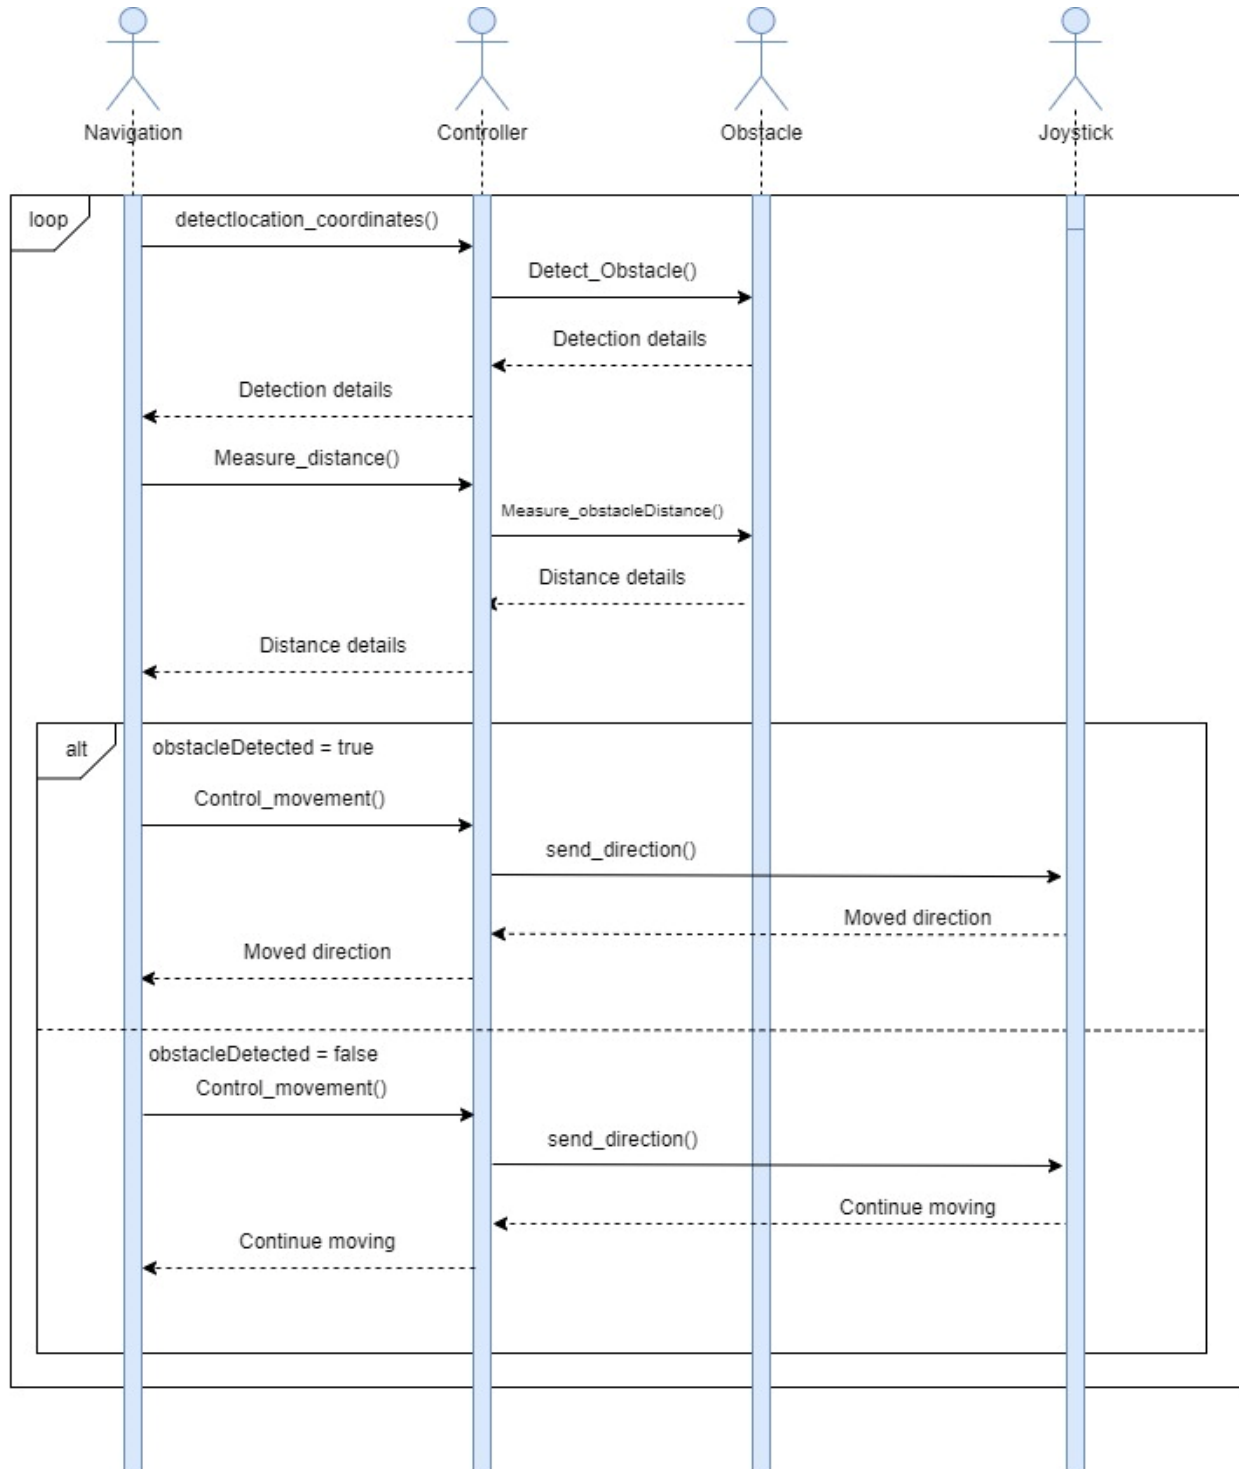 Navigation
Controller
Obstacle
Joystick
loop
detectlocation_coordinates()
Detect_Obstacle()
Detection details
Detection details
Measure_distance()
Measure_obstacleDistance()
Distance details
Distance details
alt
obstacleDetected = true
Control_movement()
send_direction()
Moved direction
Moved direction
obstacleDetected = false
Control_movement()
send_direction()
Continue moving
Continue moving